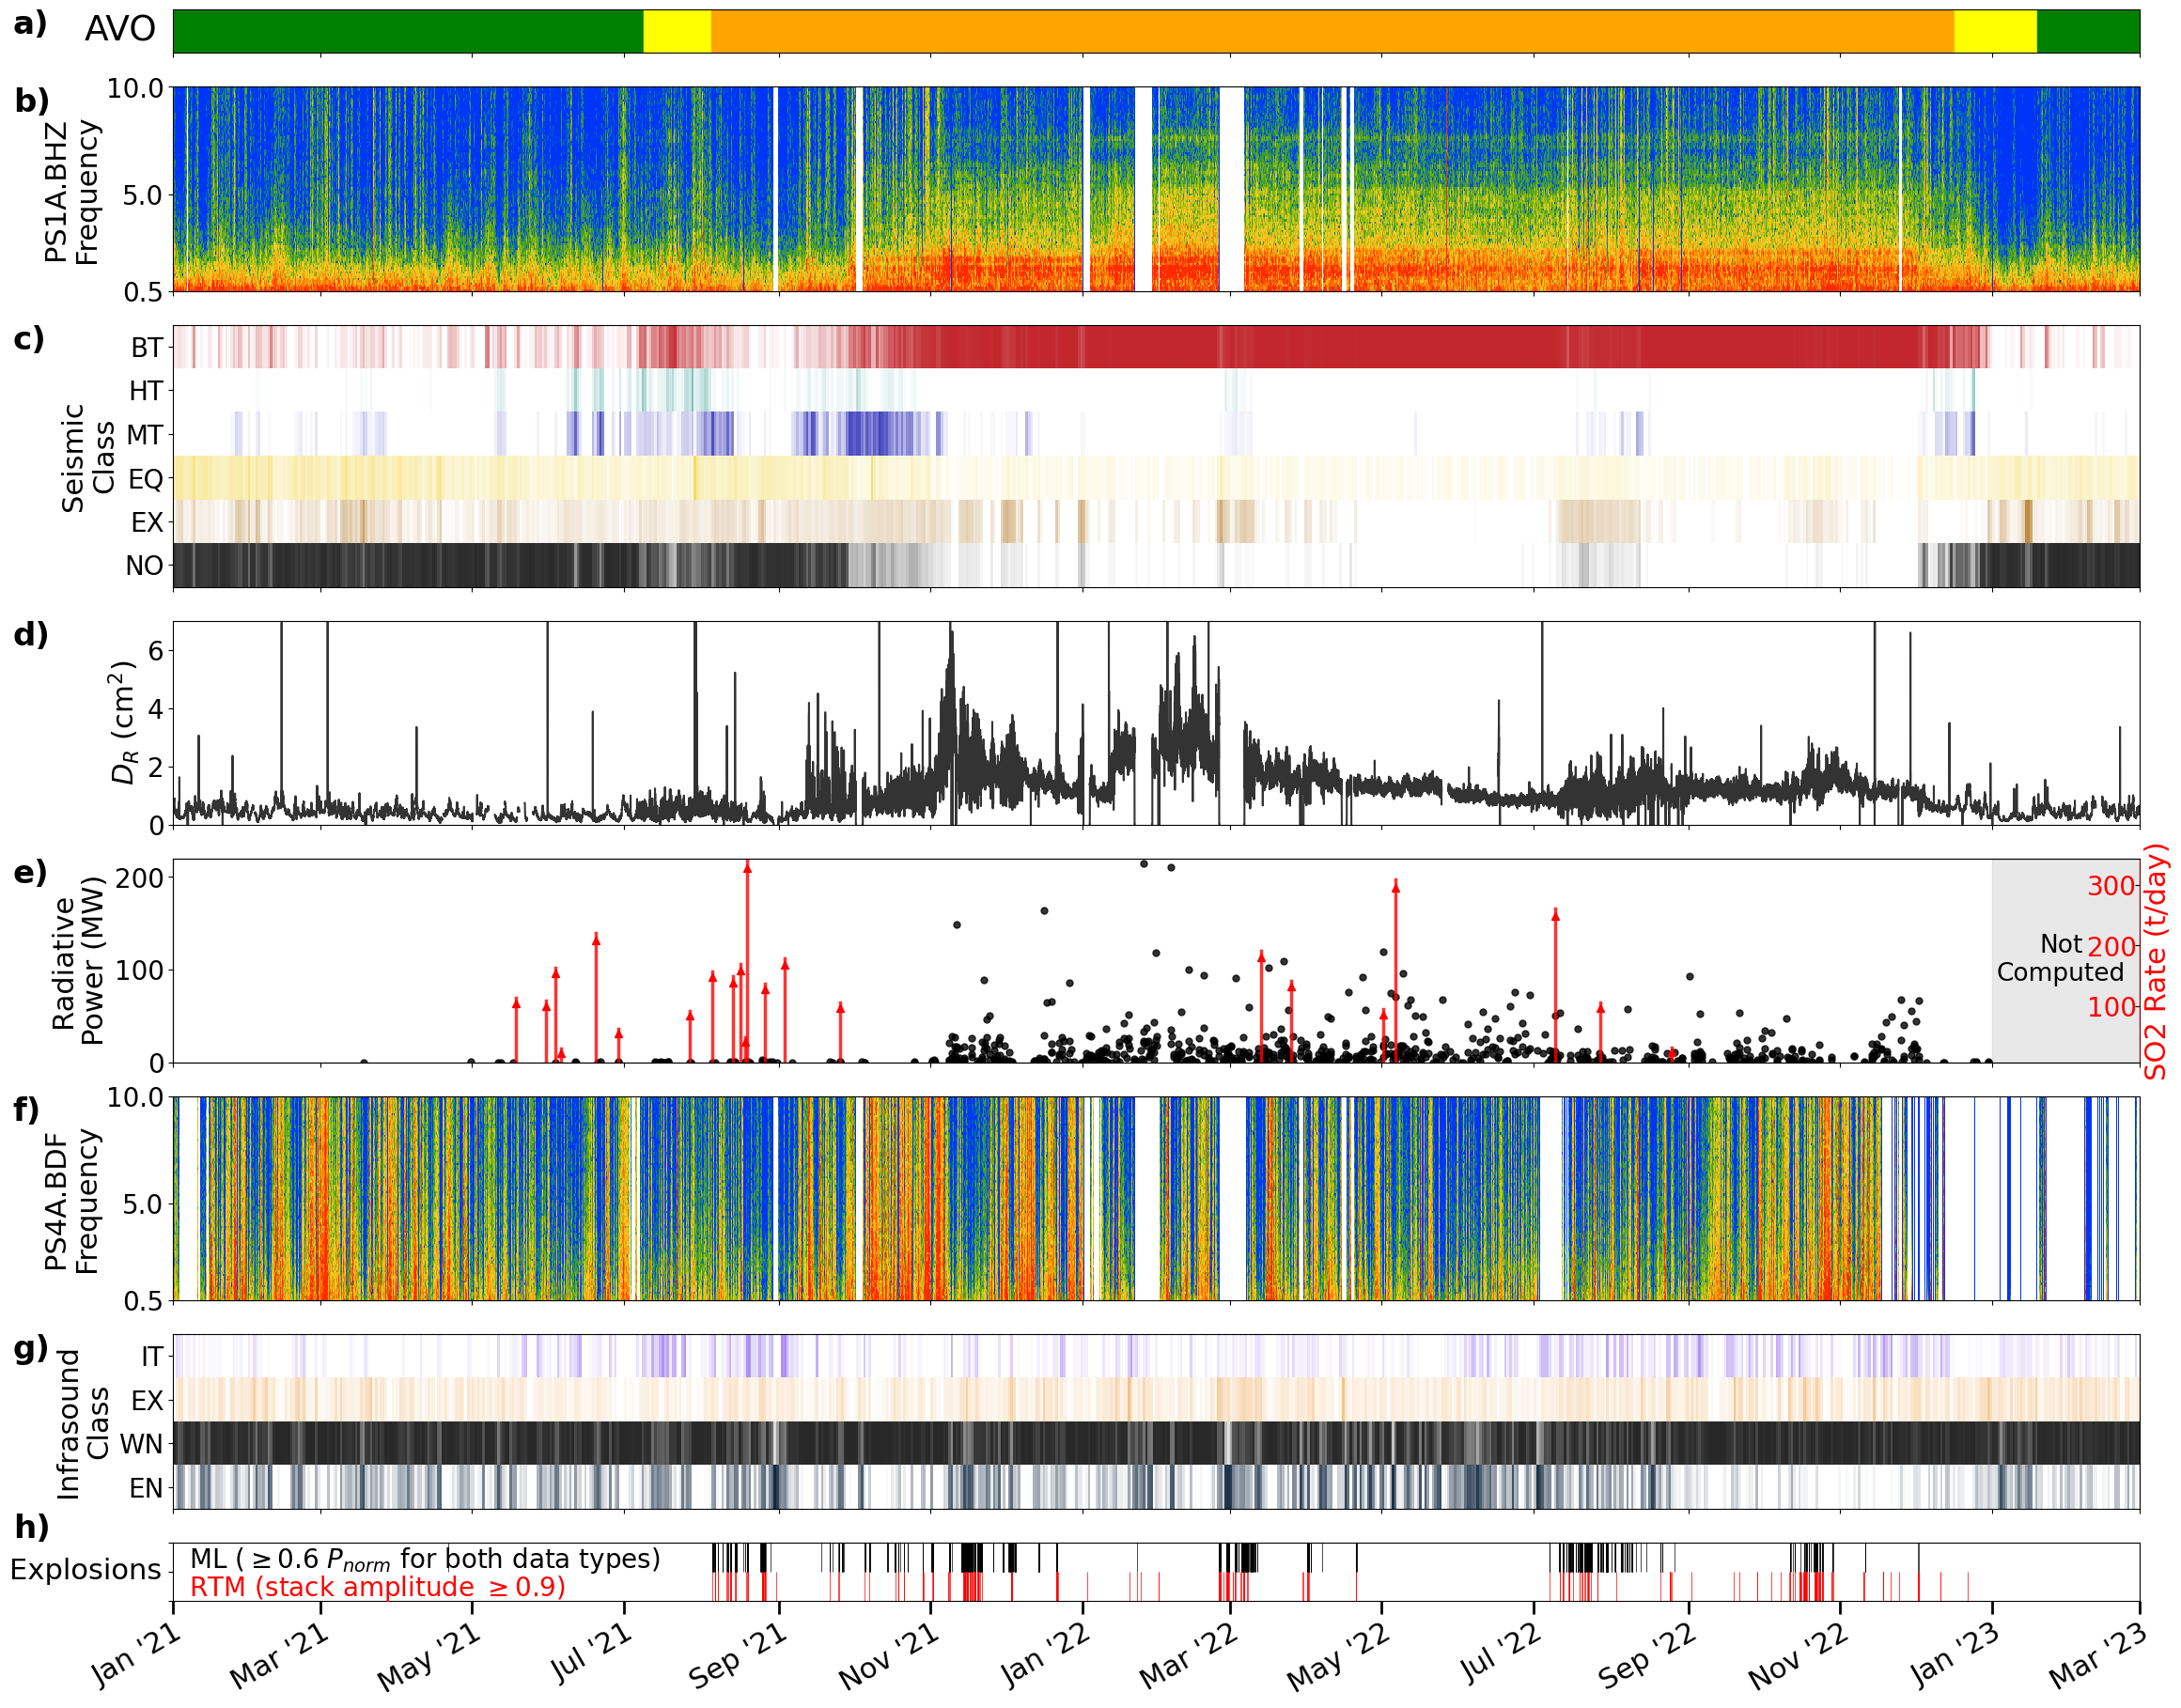 a)
AVO
b)
PS1A.BHZ
Frequency
10.0
5.0
0.5
c)
Seismic
Class
BT
HT
MT
EQ
EX
NO
d)
D_R (cm²)
6
4
2
0
e)
Radiative
Power (MW)
200
100
0
Not
Computed
300
200
100
SO2 Rate (t/day)
f)
PS4A.BDF
Frequency
10.0
5.0
0.5
g)
Infrasound
Class
IT
EX
WN
EN
h)
Explosions
ML (≥0.6 P_norm for both data types)
RTM (stack amplitude ≥0.9)
Jan '21
Mar '21
May '21
Jul '21
Sep '21
Nov '21
Jan '22
Mar '22
May '22
Jul '22
Sep '22
Nov '22
Jan '23
Mar '23